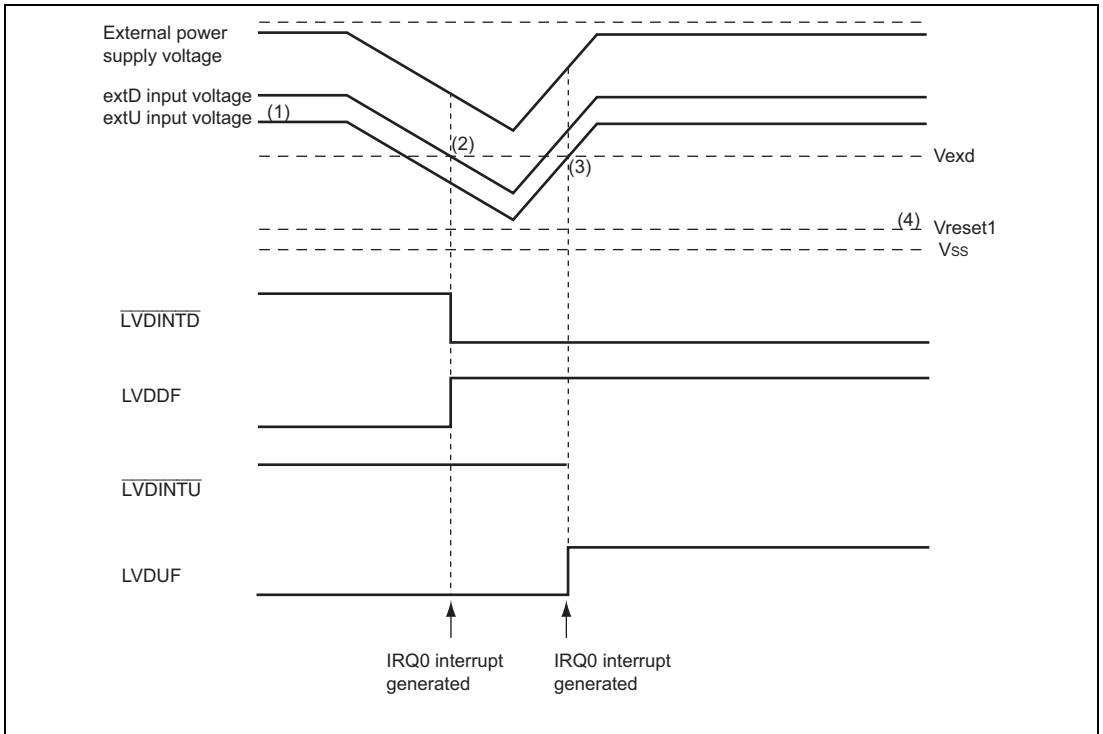 External power
supply voltage
extD input voltage
extU input voltage
(1)
(2)
(3)
Vexd
(4)
Vreset1
Vss
LVDINTD
LVDDF
LVDINTU
LVDUF
IRQ0 interrupt
generated
IRQ0 interrupt
generated